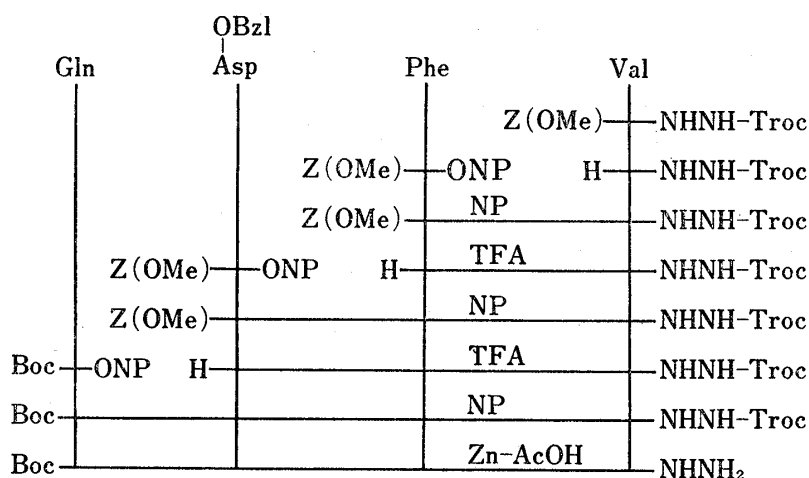 OBzl
Gln Asp Phe Val
Z(OMe) NHNH-Troc
Z(OMe) ONP H NHNH-Troc
Z(OMe) NP NHNH-Troc
Z(OMe) ONP H TFA NHNH-Troc
Z(OMe) NP NHNH-Troc
Boc ONP H TFA NHNH-Troc
Boc NP NHNH-Troc
Boc Zn-AcOH NHNH₂